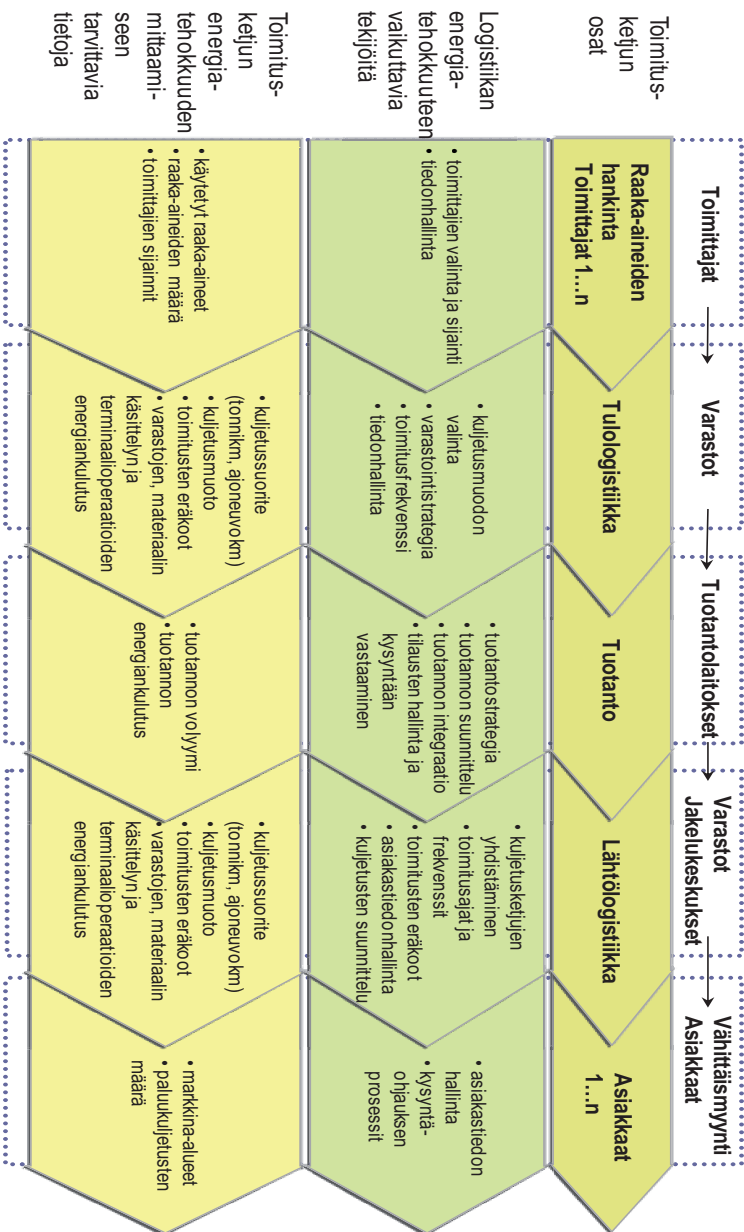 Toimittajat
Varastot
Tuotantolaitokset
Varastot
Jakelukeskukset
Vähittäismyynti
Asiakkaat
Toimitus-
ketjun
osat
Raaka-aineiden
hankinta
Toimittajat 1…n
Tulologistiikka
Tuotanto
Lähtölogistiikka
Asiakkaat
1…n
Logistiikan
energia-
tehokkuuteen
vaikuttavia
tekijöitä
• toimittajien valinta ja sijainti
• tiedonhallinta
• kuljetusmuodon
valinta
• varastointistrategia
• toimitusfrekvenssi
• tiedonhallinta
• tuotantostrategia
• tuotannon suunnittelu
• tuotannon integraatio
• tilausten hallinta ja
kysyntään
vastaaminen
• kuljetusketjujen
yhdistäminen
• toimitusajat ja
frekvenssit
• toimitusten eräkoot
• asiakastiedonhallinta
• kuljetusten suunnittelu
• asiakastiedon
hallinta
• kysyntä-
ohjauksen
prosessit
Toimitus-
ketjun
energia-
tehokkuuden
mittaami-
seen
tarvittavia
tietoja
• käytetyt raaka-aineet
• raaka-aineiden määrä
• toimittajien sijainnit
• kuljetussuorite
(tonnikm, ajoneuvokm)
• kuljetusmuoto
• toimitusten eräkoot
• varastojen, materiaalin
käsittelyn ja
terminaalioperaatioiden
energiankulutus
• tuotannon volyymi
• tuotannon
energiankulutus
• kuljetussuorite
(tonnikm, ajoneuvokm)
• kuljetusmuoto
• toimitusten eräkoot
• varastojen, materiaalin
käsittelyn ja
terminaalioperaatioiden
energiankulutus
• markkina-alueet
• paluukuljetusten
määrä